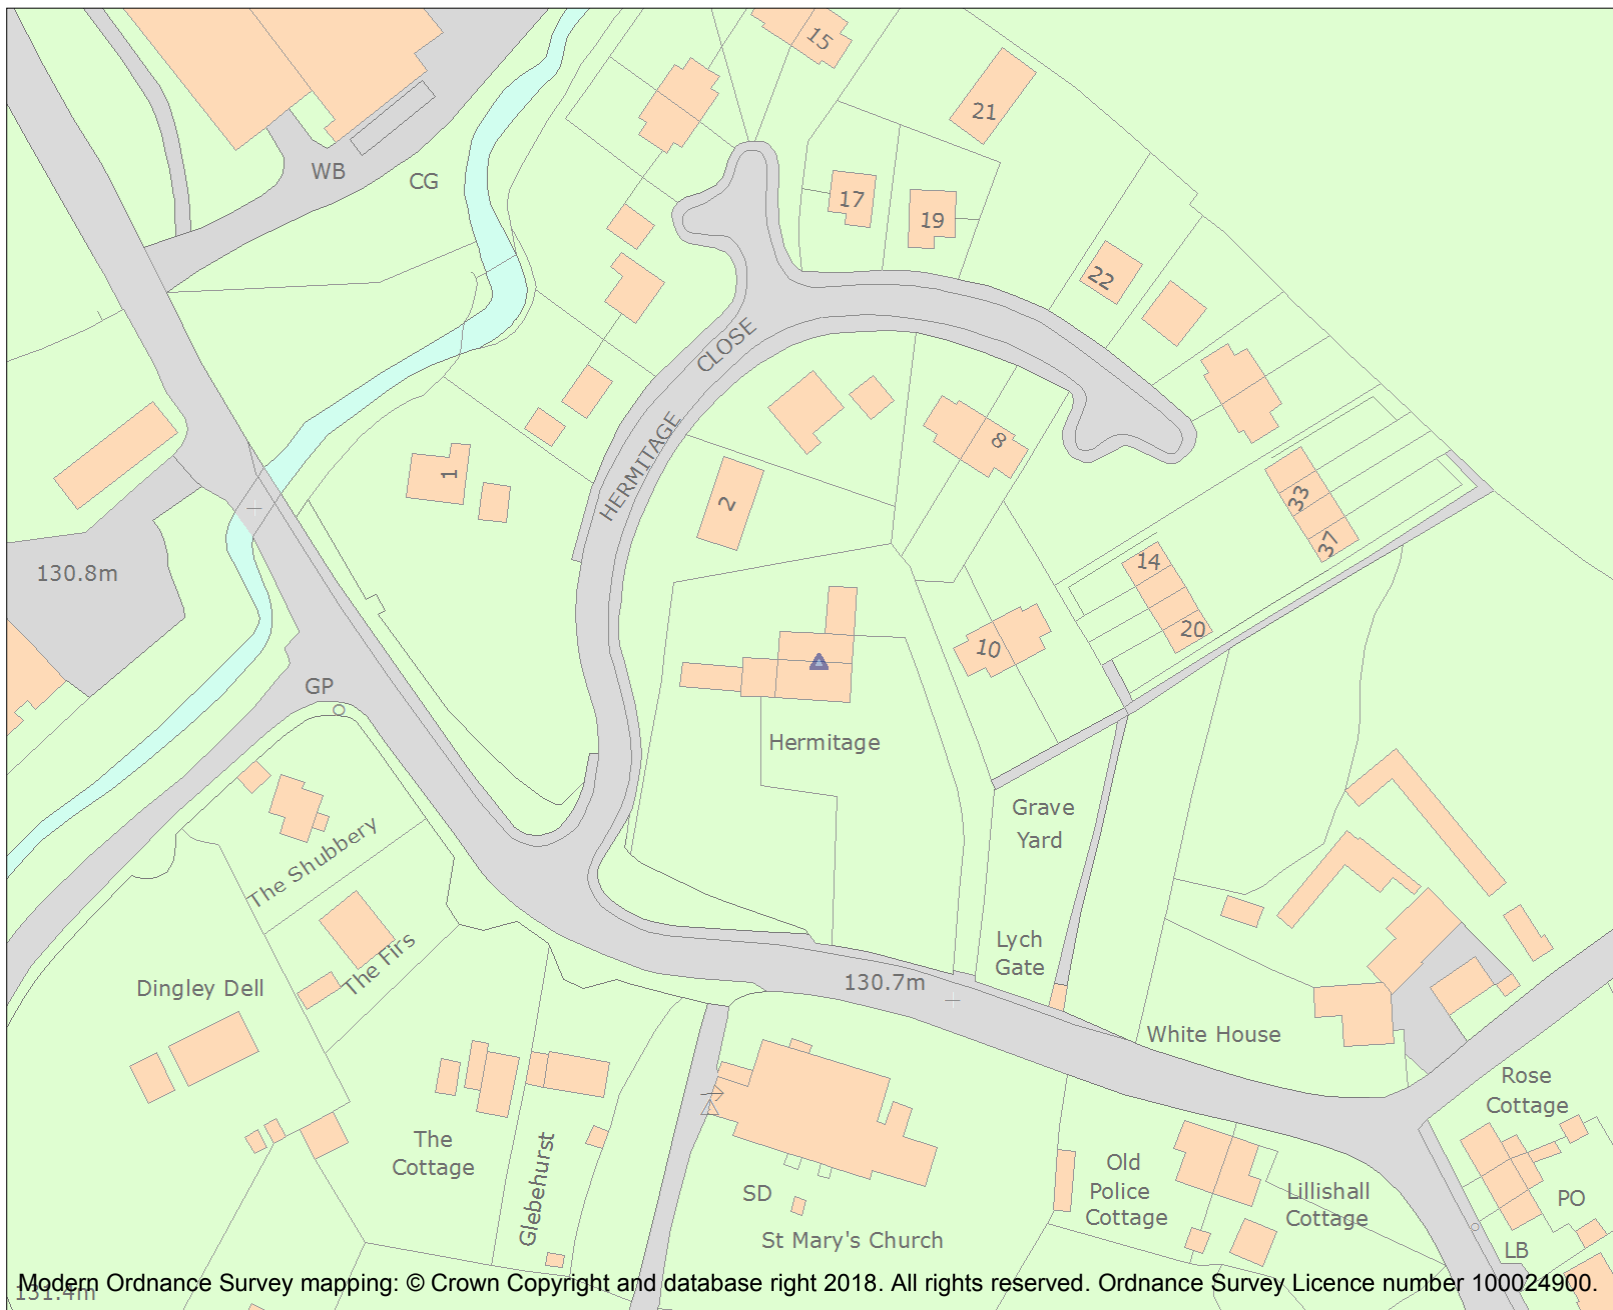 15
21
WB
CG
17
19
22
HERMITAGE CLOSE
8
1
2
33
37
14
20
130.8m
10
GP
Hermitage
Grave
Yard
The Shubbery
The Firs
Lych
Gate
Dingley Dell
130.7m
White House
Rose
Cottage
The
Cottage
Glebehurst
SD
St Mary's Church
Old
Police
Cottage
Lillishall
Cottage
PO
LB
131.4m
Modern Ordnance Survey mapping: © Crown Copyright and database right 2018. All rights reserved. Ordnance Survey Licence number 100024900.